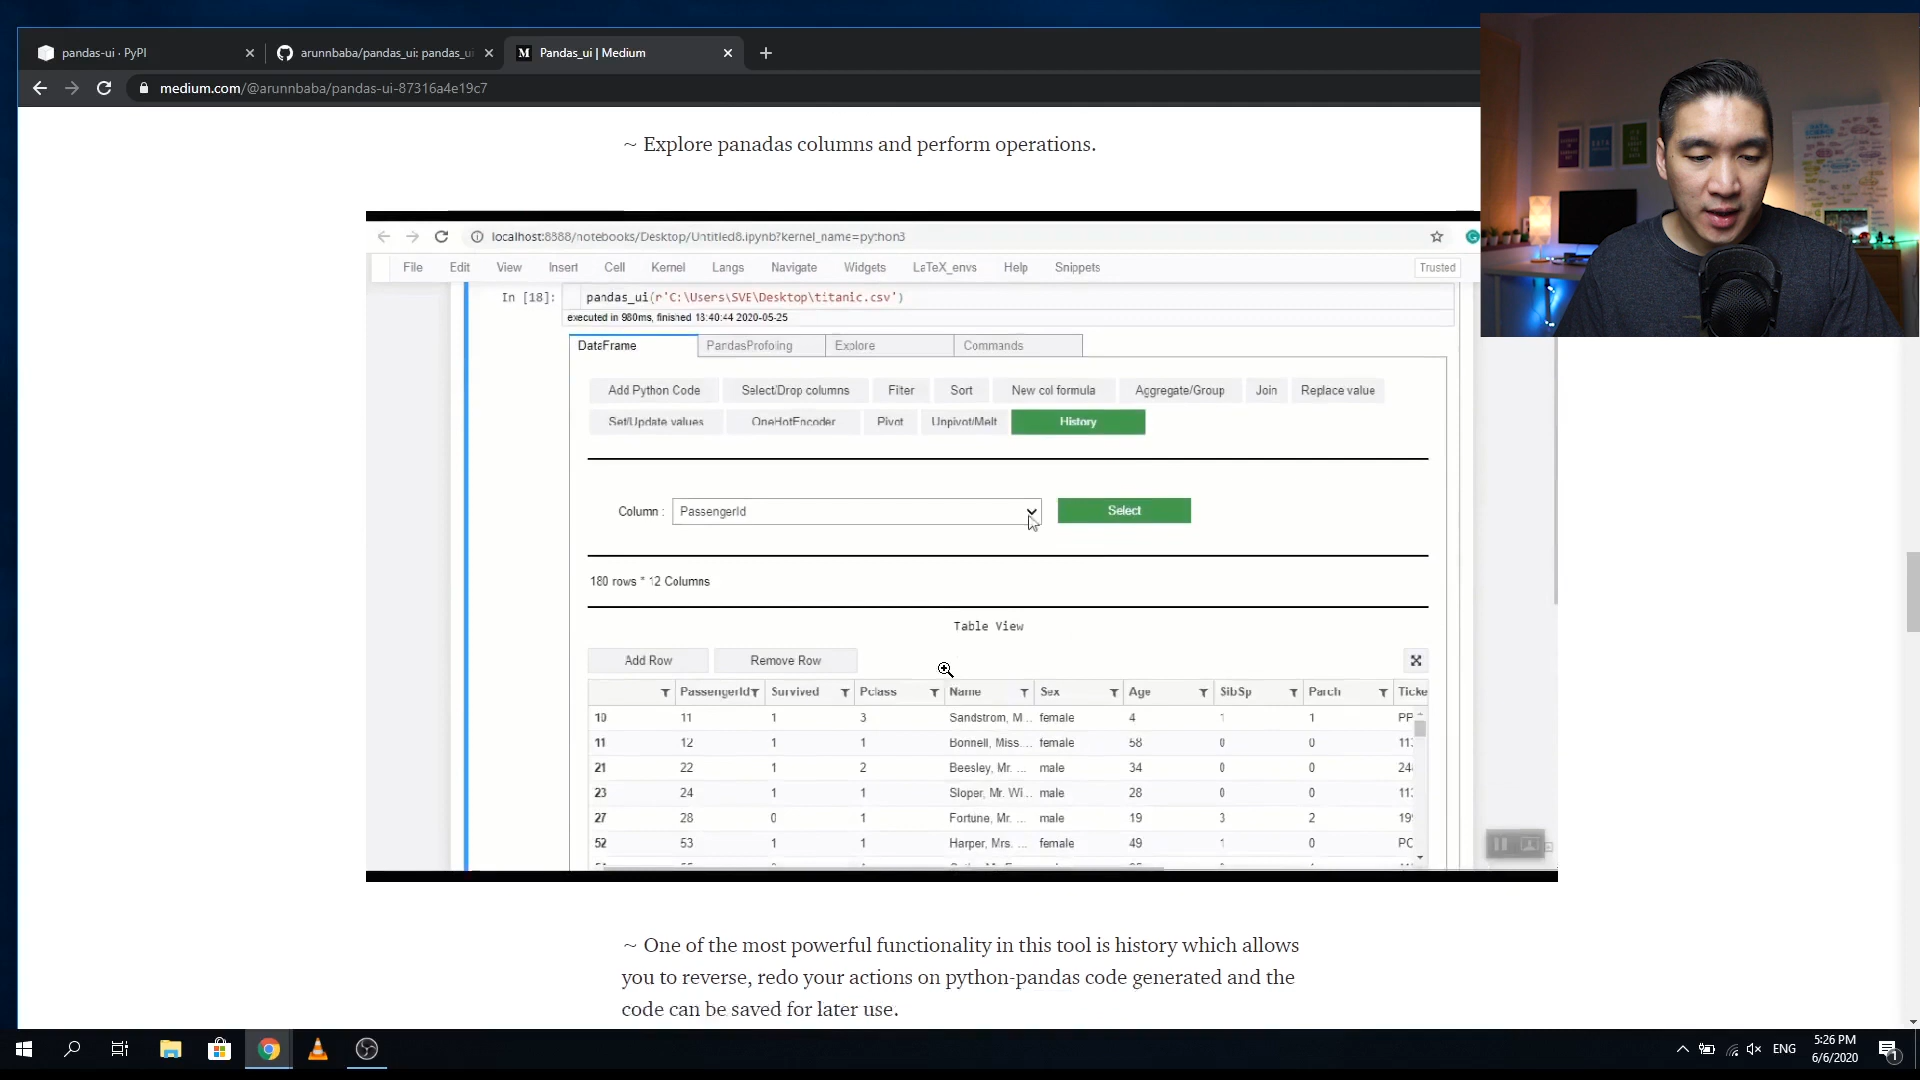 pandas-ui · PyPI
arunnbaba/pandas_ui: pandas_ui
Pandas_ui | Medium
medium.com/@arunnbaba/pandas-ui-87316a4e19c7
~ Explore panadas columns and perform operations.
localhost:8888/notebooks/Desktop/Untitled8.ipynb?kernel_name=python3
File Edit View Insert Cell Kernel Langs Navigate Widgets LaTeX_envs Help Snippets Trusted
In [18]: pandas_ui(r'C:\Users\SVE\Desktop\titanic.csv')
executed in 980ms, finished 18:40:44 2020-05-25
DataFrame PandasProfoling Explore Commands
Add Python Code Select/Drop columns Filter Sort New col formula Aggregate/Group Join Replace value
Set/Update values OneHotEncoder Pivot Unpivot/Melt History
Column : PassengerId Select
180 rows * 12 Columns
Table View
Add Row Remove Row
PassengerId Survived Pclass Name Sex Age SibSp Parch Ticke
10 11 1 3 Sandstrom, M... female 4 1 1 PP
11 12 1 1 Bonnell, Miss. ... female 58 0 0 113
21 22 1 2 Beesley, Mr. ... male 34 0 0 24
23 24 1 1 Sloper, Mr. Wi... male 28 0 0 113
27 28 0 1 Fortune, Mr. ... male 19 3 2 199
52 53 1 1 Harper, Mrs. ... female 49 1 0 PC
~ One of the most powerful functionality in this tool is history which allows
you to reverse, redo your actions on python-pandas code generated and the
code can be saved for later use.
ENG
5:26 PM
6/6/2020
1